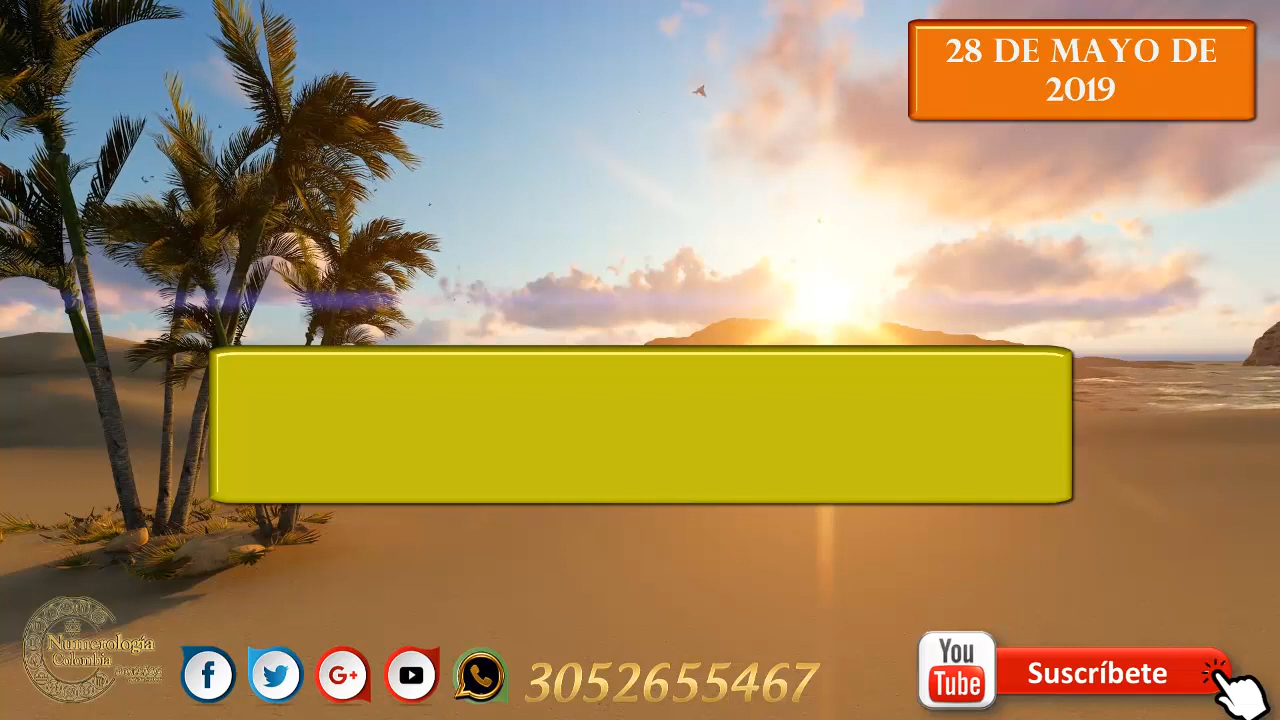 28 DE MAYO DE
2019
Numerología
Colombia
3052655467
You
Tube
Suscríbete